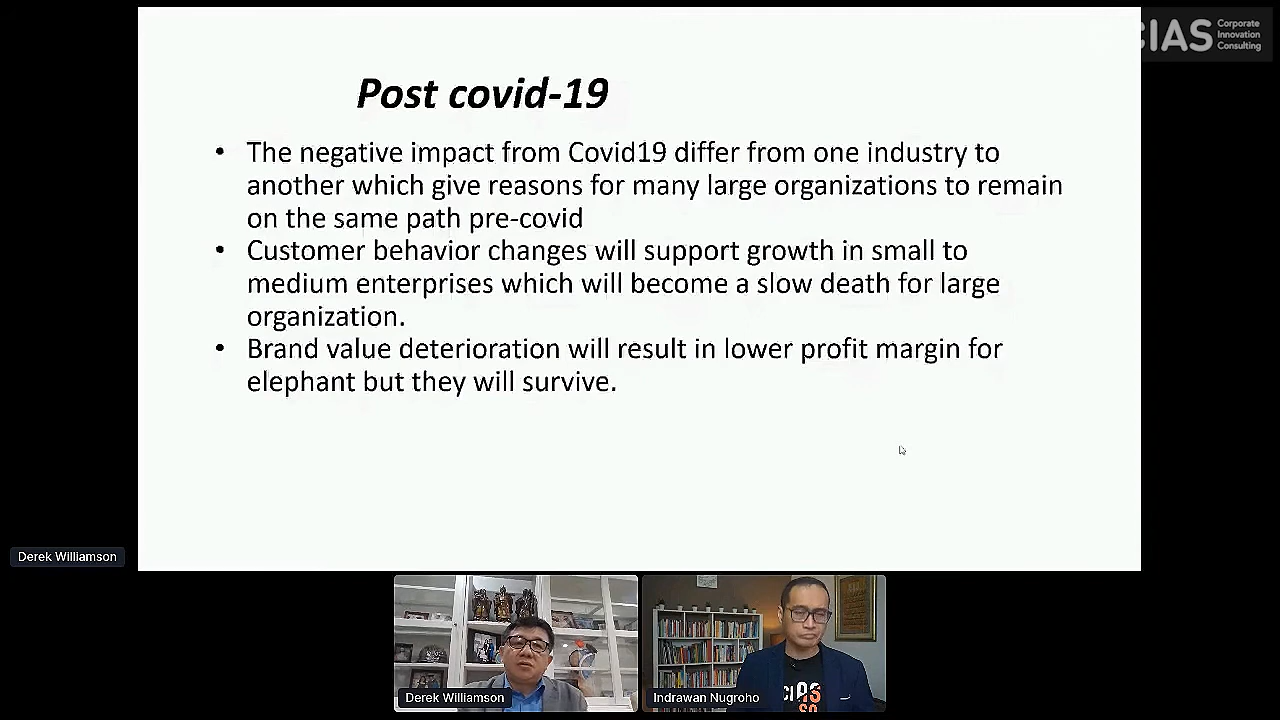 CIAS Corporate
Innovation
Consulting
Post covid-19
• The negative impact from Covid19 differ from one industry to
another which give reasons for many large organizations to remain
on the same path pre-covid
• Customer behavior changes will support growth in small to
medium enterprises which will become a slow death for large
organization.
• Brand value deterioration will result in lower profit margin for
elephant but they will survive.
Derek Williamson
Derek Williamson
Indrawan Nugroho